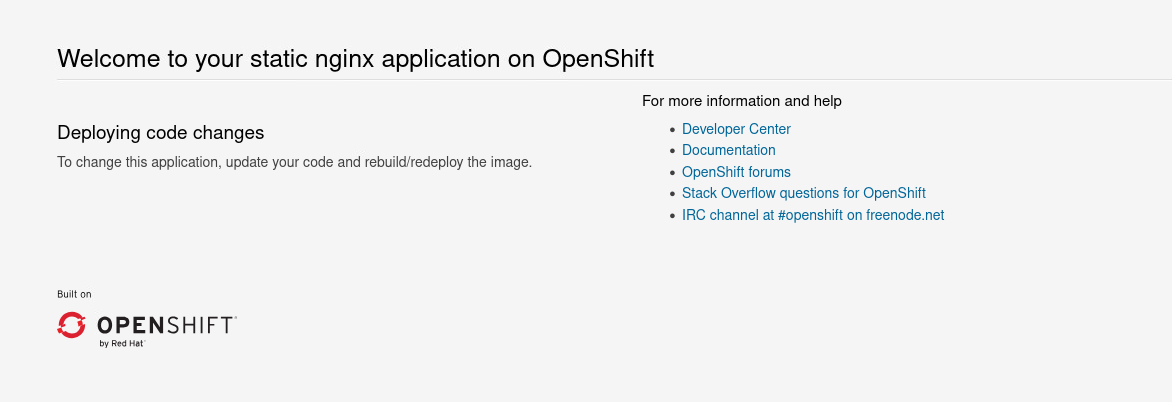 Welcome to your static nginx application on OpenShift
Deploying code changes
To change this application, update your code and rebuild/redeploy the image.
For more information and help
Developer Center
Documentation
OpenShift forums
Stack Overflow questions for OpenShift
IRC channel at #openshift on freenode.net
Built on
OPENSHIFT
by Red Hat